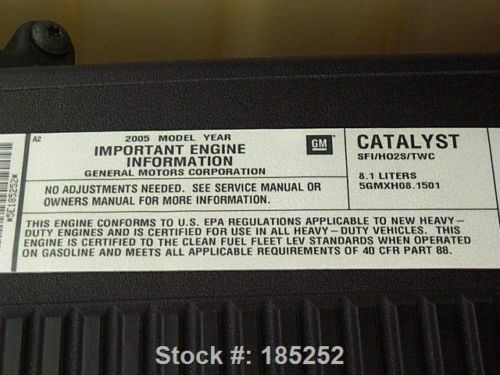 A2
2005 MODEL YEAR
IMPORTANT ENGINE
INFORMATION
GENERAL MOTORS CORPORATION
GM
CATALYST
SFI/HO2S/TWC
NO ADJUSTMENTS NEEDED. SEE SERVICE MANUAL OR
OWNERS MANUAL FOR MORE INFORMATION.
8.1 LITERS
5GMXH08.1501
*5E185252*
THIS ENGINE CONFORMS TO U.S. EPA REGULATIONS APPLICABLE TO NEW HEAVY-
DUTY ENGINES AND IS CERTIFIED FOR USE IN ALL HEAVY-DUTY VEHICLES. THIS
ENGINE IS CERTIFIED TO THE CLEAN FUEL FLEET LEV STANDARDS WHEN OPERATED
ON GASOLINE AND MEETS ALL APPLICABLE REQUIREMENTS OF 40 CFR PART 88.
Stock #: 185252